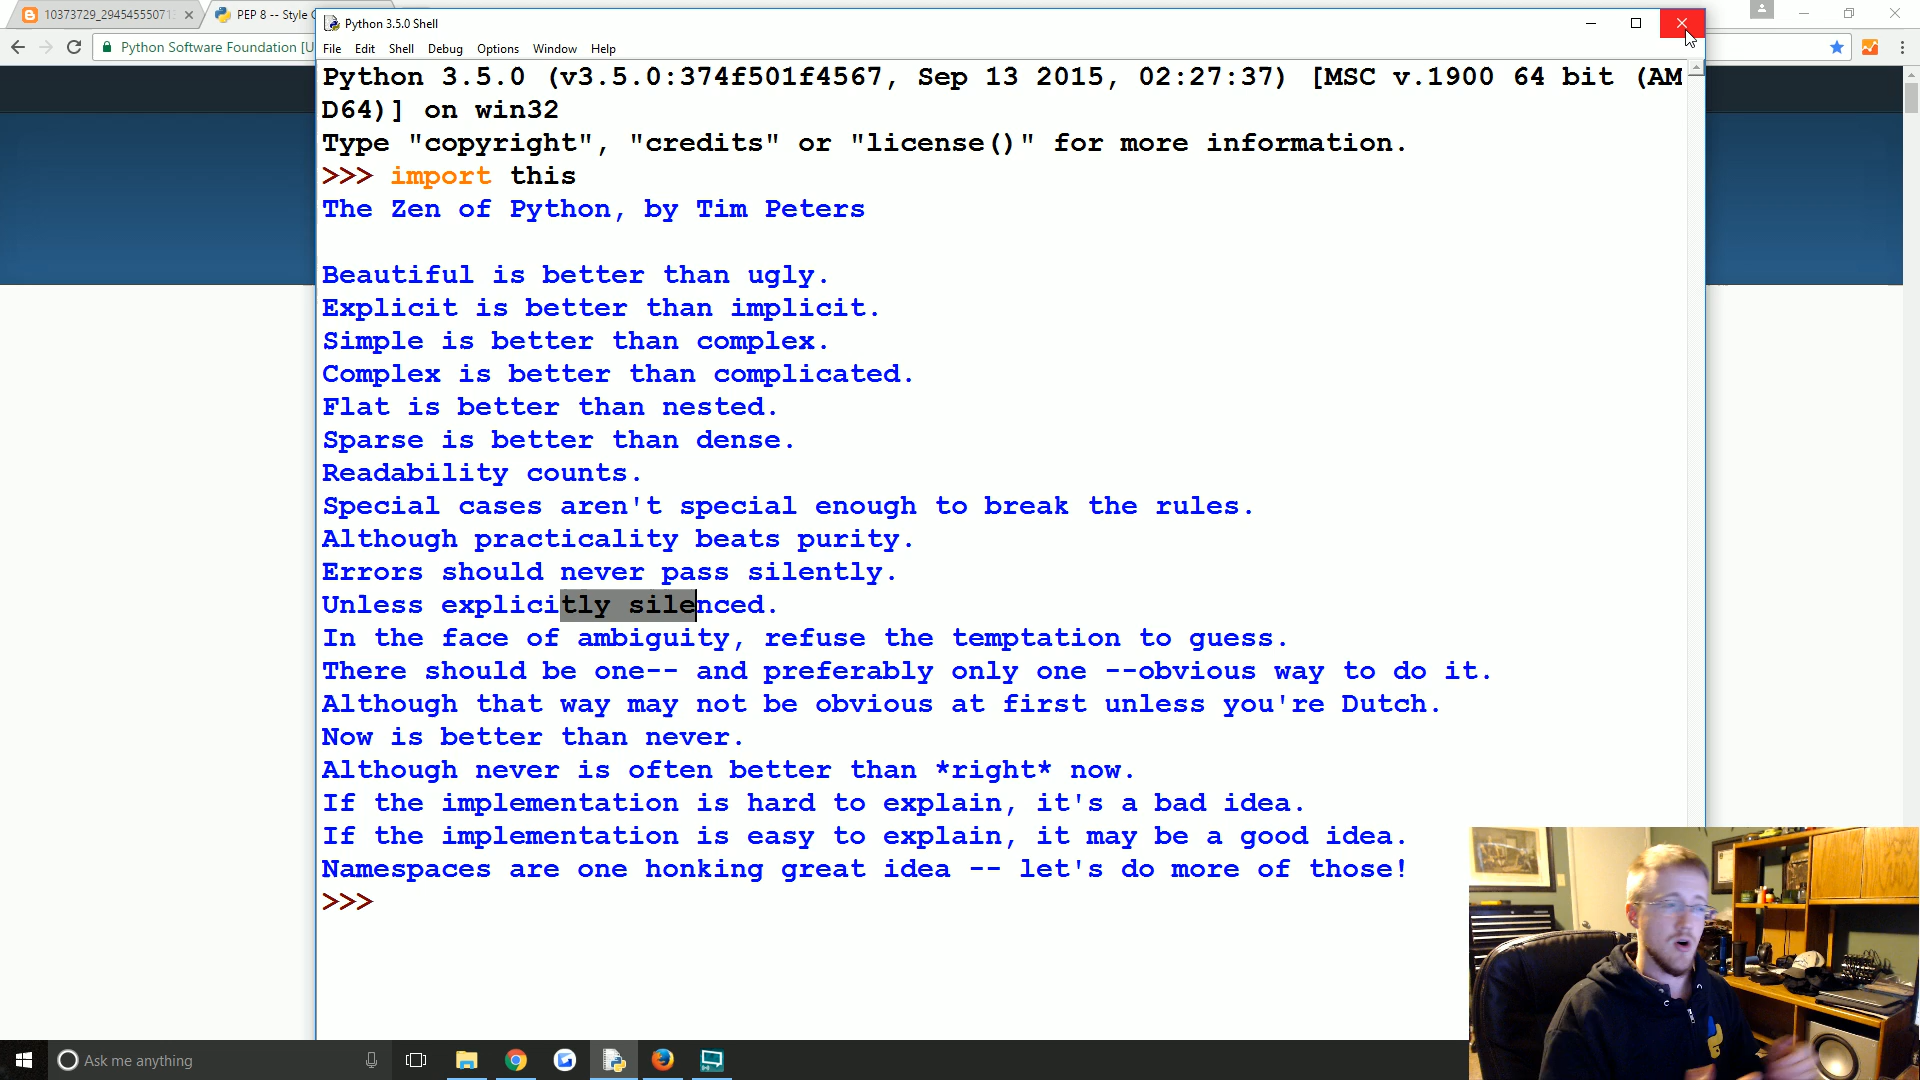 10373729_29454555071
PEP 8 -- Style
Python 3.5.0 Shell
Python Software Foundation [U
File Edit Shell Debug Options Window Help
Python 3.5.0 (v3.5.0:374f501f4567, Sep 13 2015, 02:27:37) [MSC v.1900 64 bit (AM
D64)] on win32
Type "copyright", "credits" or "license()" for more information.
>>> import this
The Zen of Python, by Tim Peters
Beautiful is better than ugly.
Explicit is better than implicit.
Simple is better than complex.
Complex is better than complicated.
Flat is better than nested.
Sparse is better than dense.
Readability counts.
Special cases aren't special enough to break the rules.
Although practicality beats purity.
Errors should never pass silently.
Unless explicitly silenced.
In the face of ambiguity, refuse the temptation to guess.
There should be one-- and preferably only one --obvious way to do it.
Although that way may not be obvious at first unless you're Dutch.
Now is better than never.
Although never is often better than *right* now.
If the implementation is hard to explain, it's a bad idea.
If the implementation is easy to explain, it may be a good idea.
Namespaces are one honking great idea -- let's do more of those!
>>>
Ask me anything